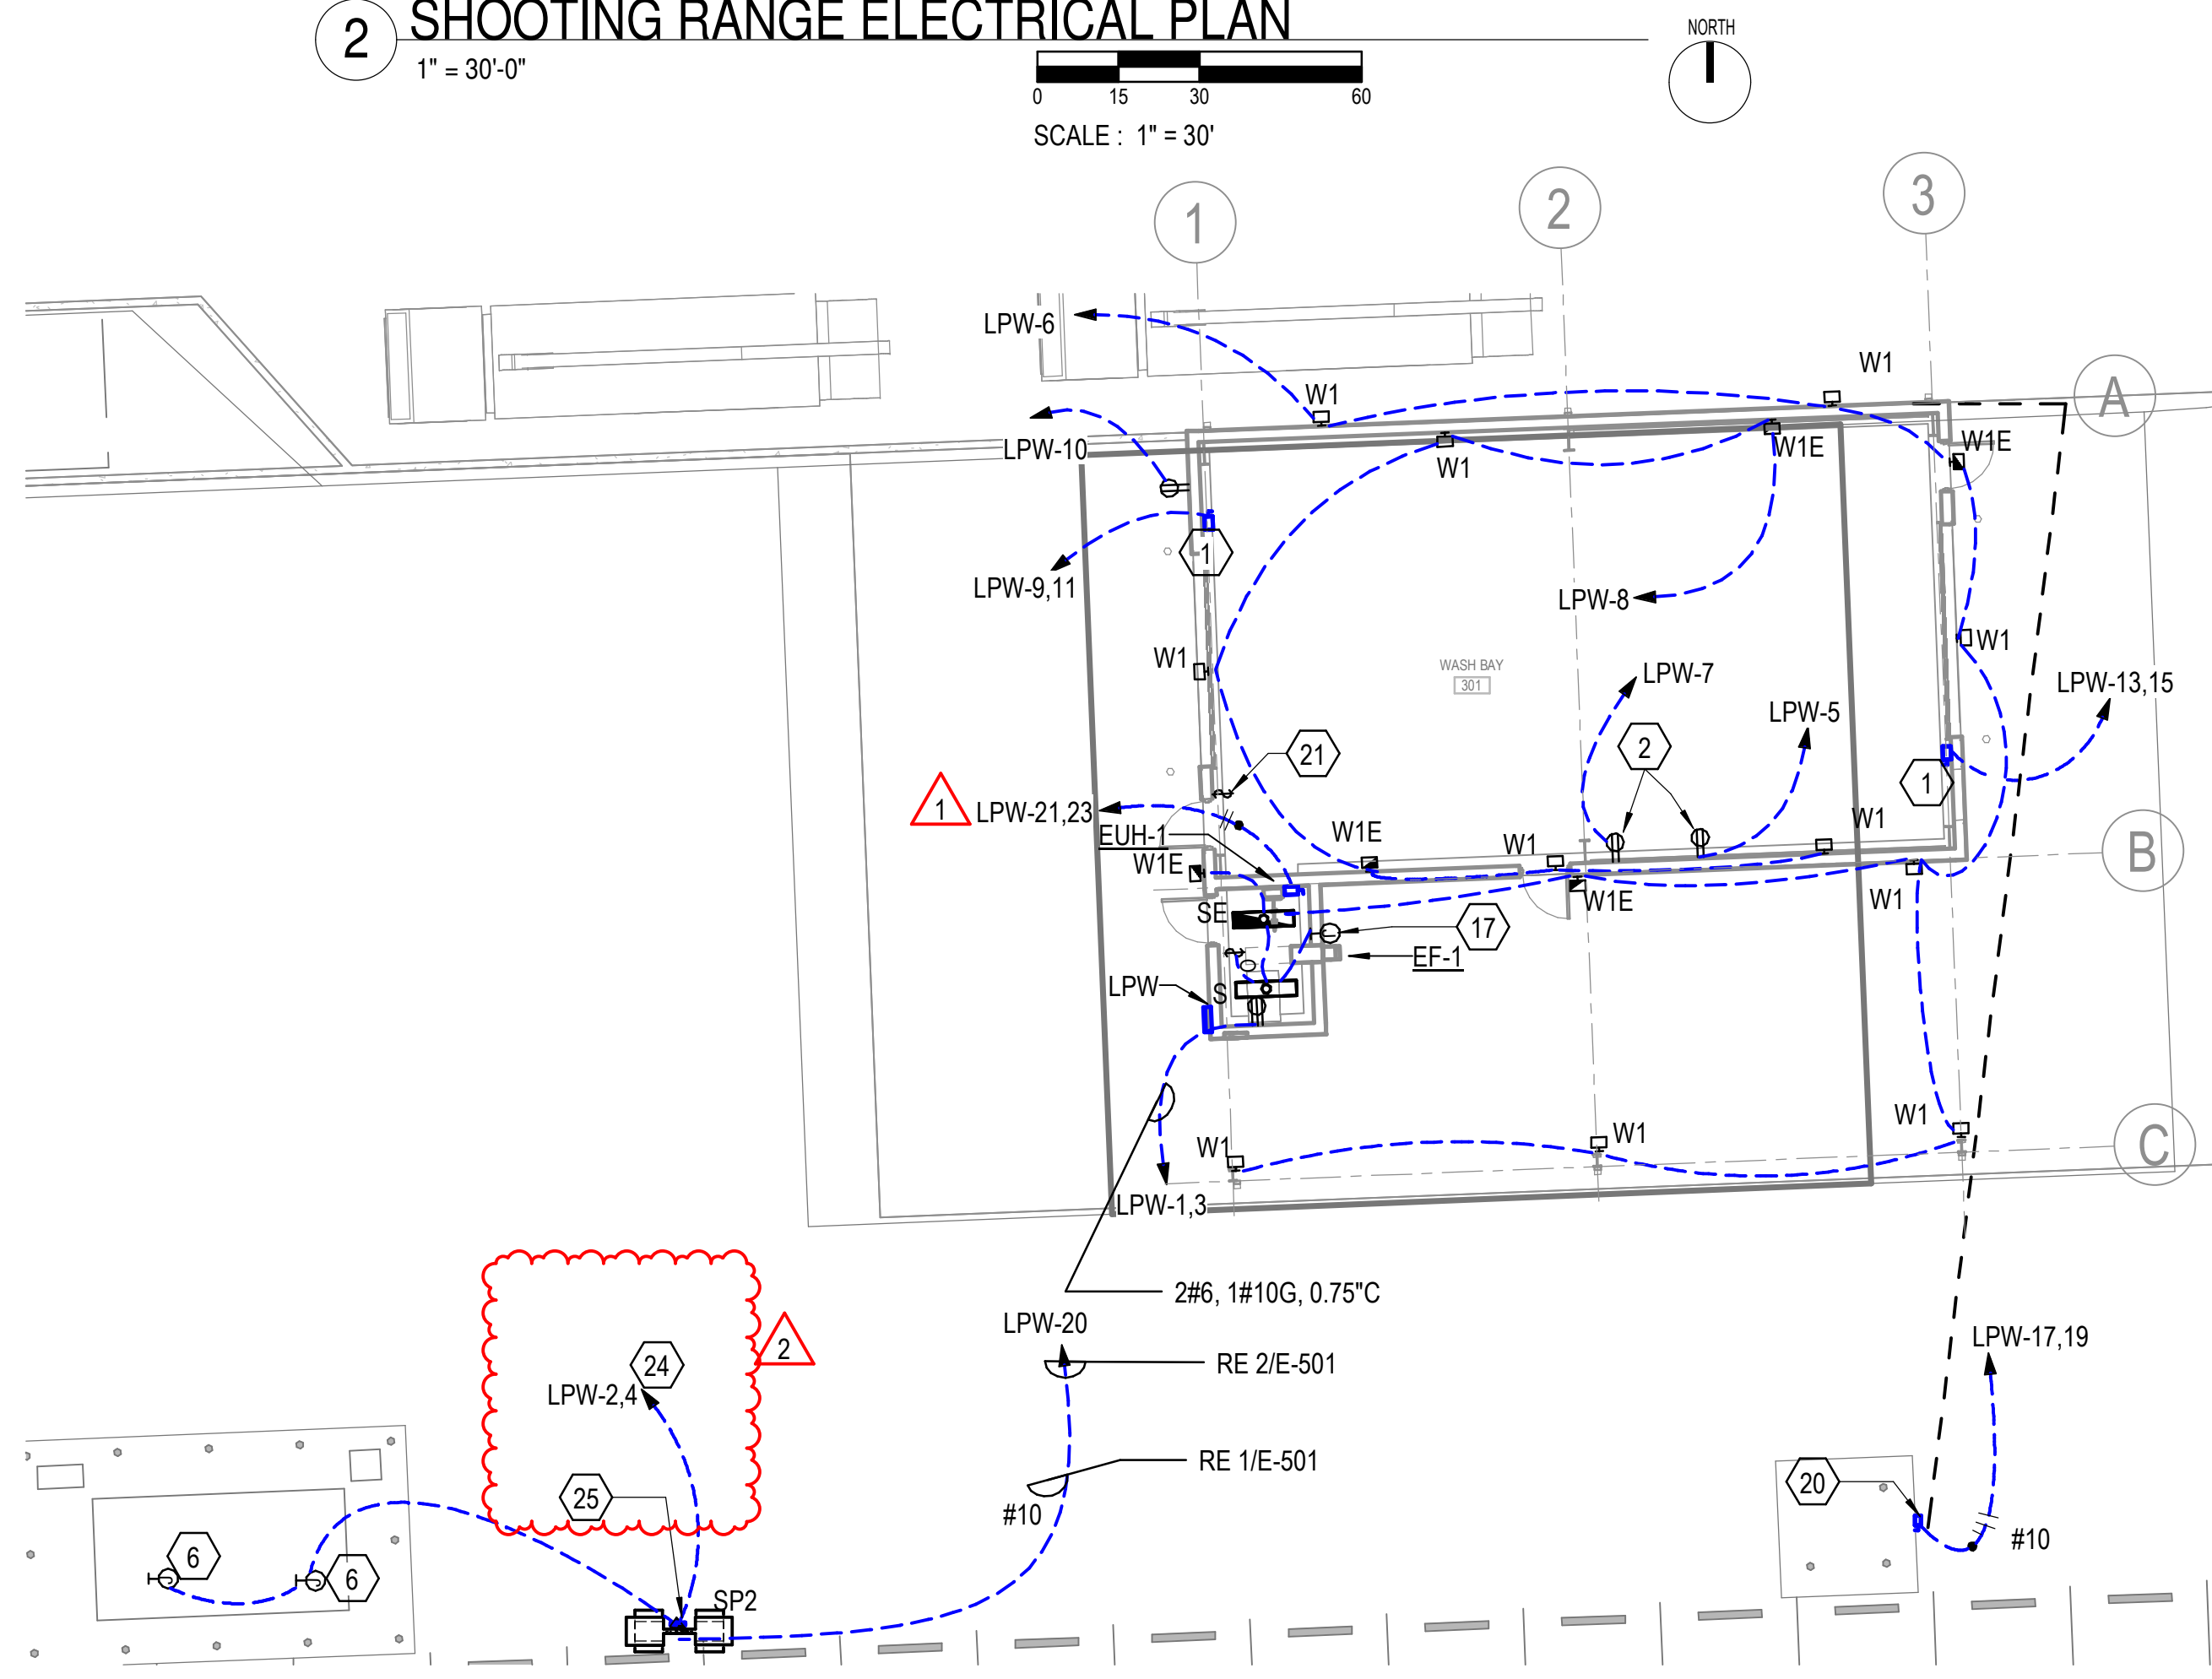 2 SHOOTING RANGE ELECTRICAL PLAN
1" = 30'-0"
NORTH
0 15 30 60
SCALE : 1" = 30'
1
2
3
LPW-6
W1
W1
A
LPW-10
W1
W1E
W1E
1
LPW-9,11
LPW-8
W1
W1
WASH BAY
301
LPW-7
LPW-13,15
LPW-5
21
2
1
1
LPW-21,23
EUH-1
W1E
W1E
W1
W1
B
W1E
W1
SE
17
EF-1
LPW
S
W1
W1
W1
C
LPW-1,3
2#6, 1#10G, 0.75"C
LPW-20
LPW-17,19
2
24
RE 2/E-501
LPW-2,4
RE 1/E-501
25
20
#10
#10
6
6
SP2